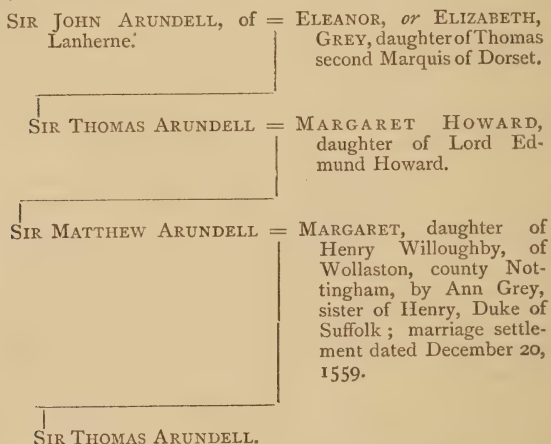 SIR JOHN ARUNDELL, of = ELEANOR, or ELIZABETH,
Lanherne. GREY, daughter of Thomas
second Marquis of Dorset.
SIR THOMAS ARUNDELL = MARGARET HOWARD,
daughter of Lord Ed-
mund Howard.
SIR MATTHEW ARUNDELL = MARGARET, daughter of
Henry Willoughby, of
Wollaston, county Not-
tingham, by Ann Grey,
sister of Henry, Duke of
Suffolk ; marriage settle-
ment dated December 20,
1559.
SIR THOMAS ARUNDELL.